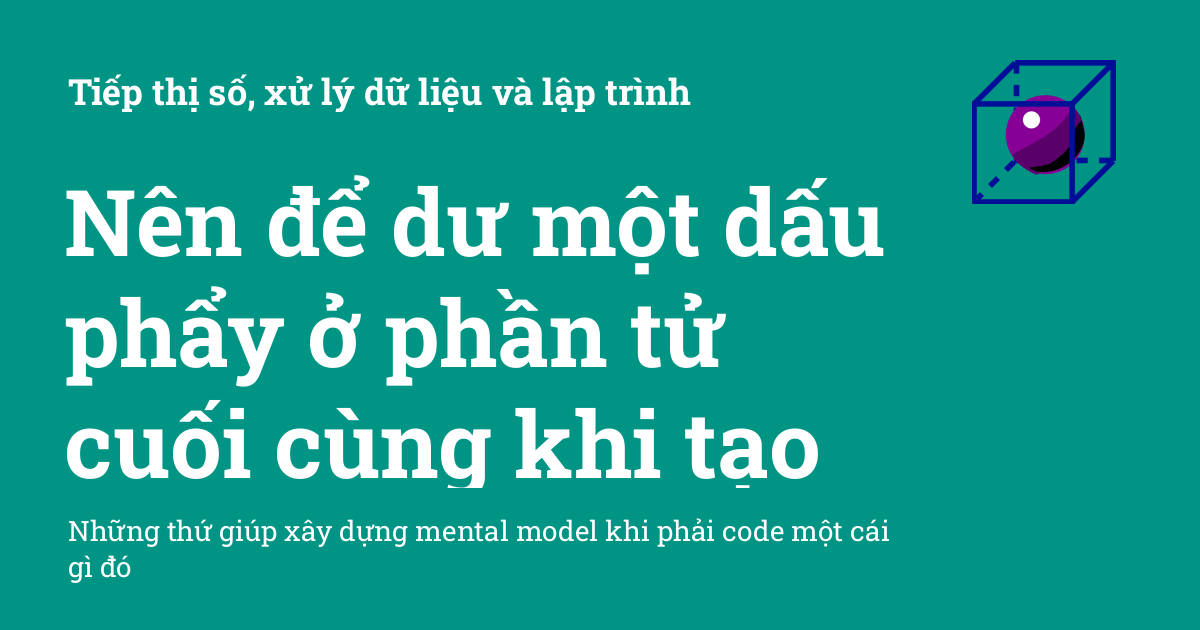 Tiếp thị số, xử lý dữ liệu và lập trình
Nên để dư một dấu
phẩy ở phần tử
cuối cùng khi tạo
Những thứ giúp xây dựng mental model khi phải code một cái
gì đó